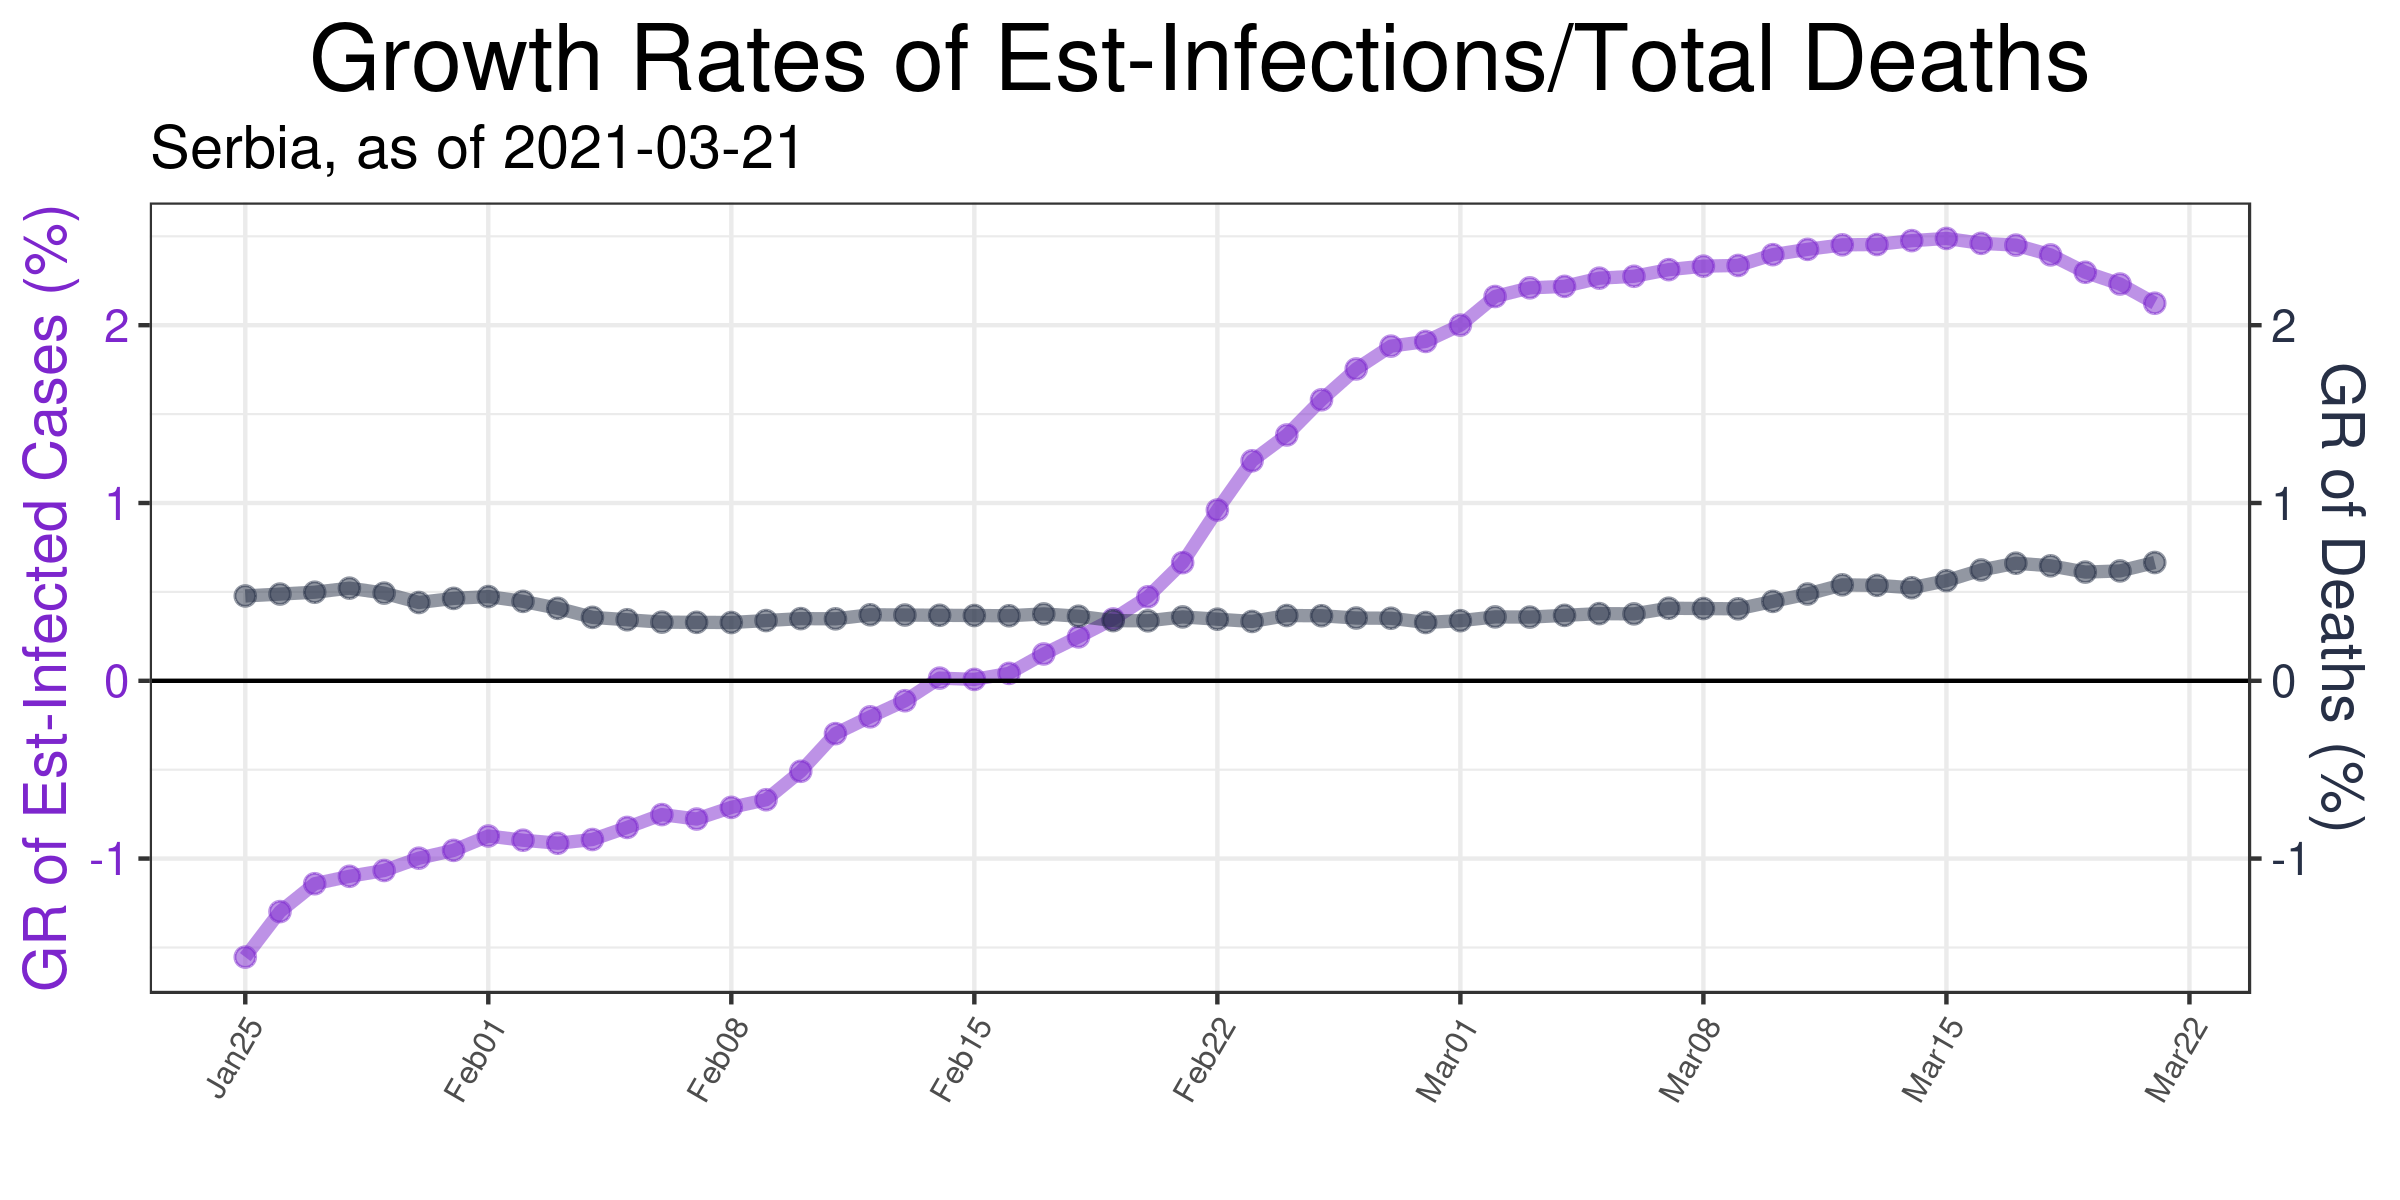 Growth Rates of Est-Infections/Total Deaths
Serbia, as of 2021-03-21
GR of Est-Infected Cases (%)
2
1
0
-1
2
1
0
-1
GR of Deaths (%)
Jan25
Feb01
Feb08
Feb15
Feb22
Mar01
Mar08
Mar15
Mar22